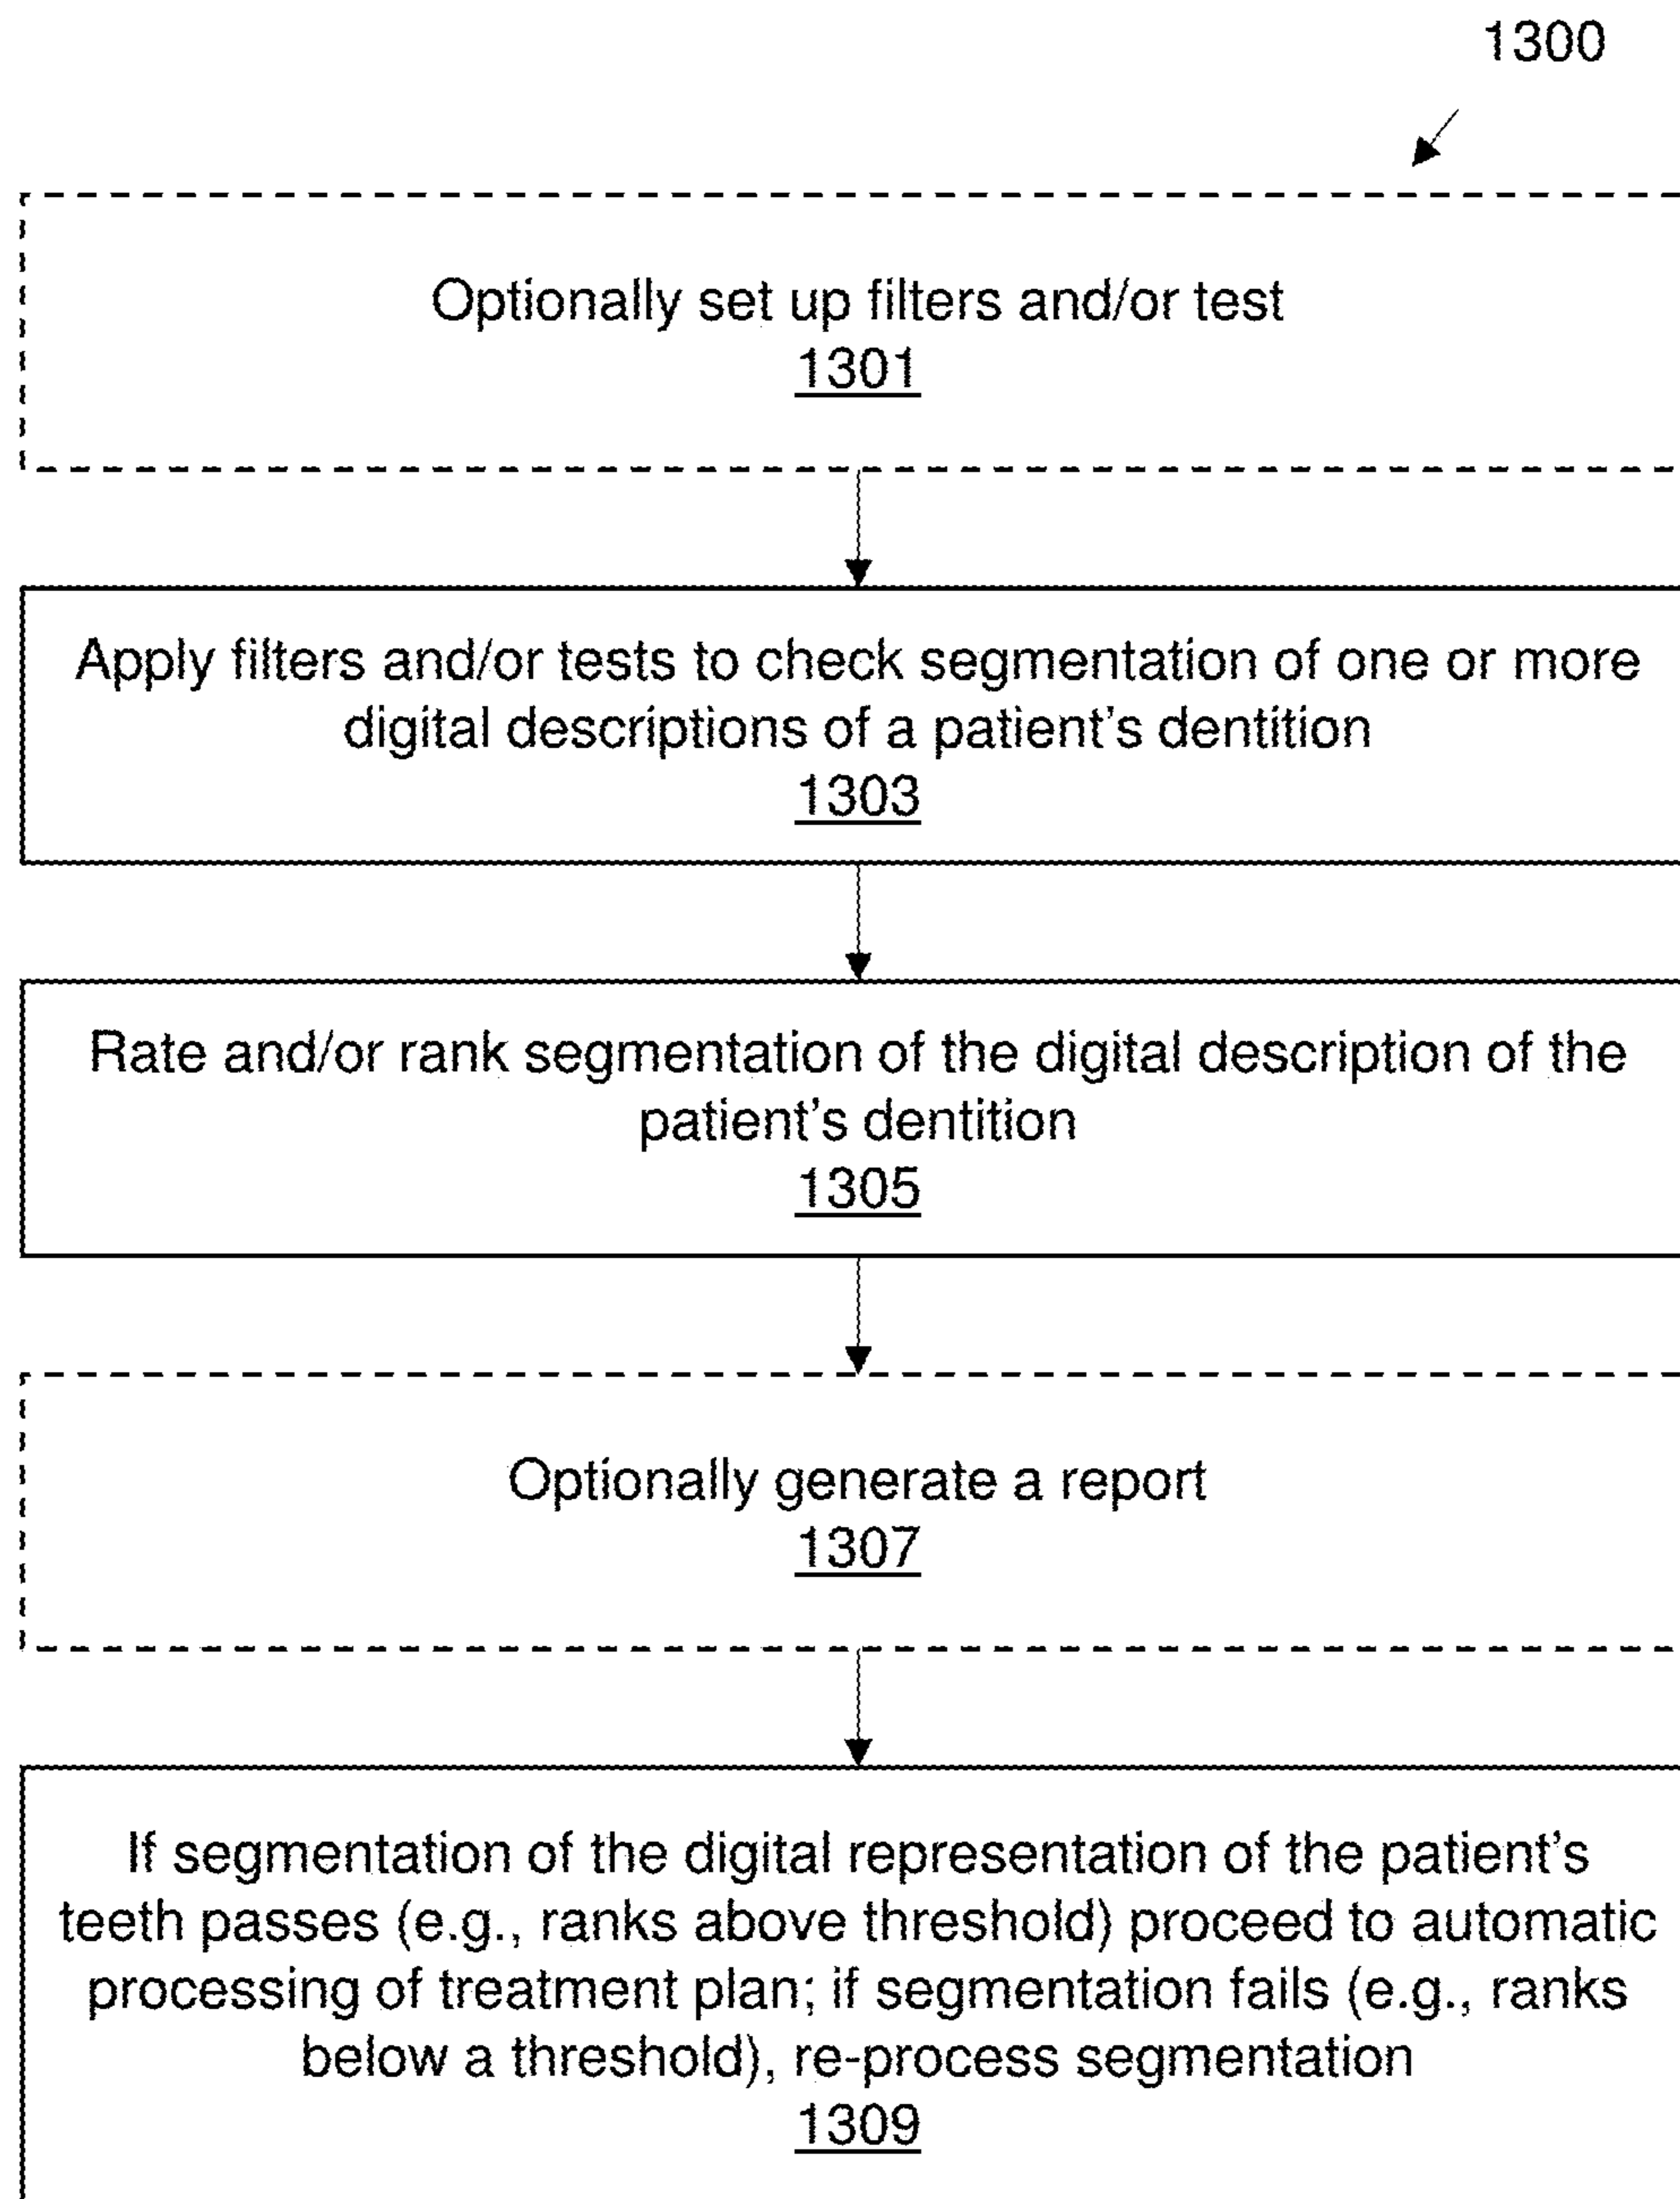 1300
Optionally set up filters and/or test
1301
Apply filters and/or tests to check segmentation of one or more
digital descriptions of a patient's dentition
1303
Rate and/or rank segmentation of the digital description of the
patient's dentition
1305
Optionally generate a report
1307
If segmentation of the digital representation of the patient's
teeth passes (e.g., ranks above threshold) proceed to automatic
processing of treatment plan; if segmentation fails (e.g., ranks
below a threshold), re-process segmentation
1309